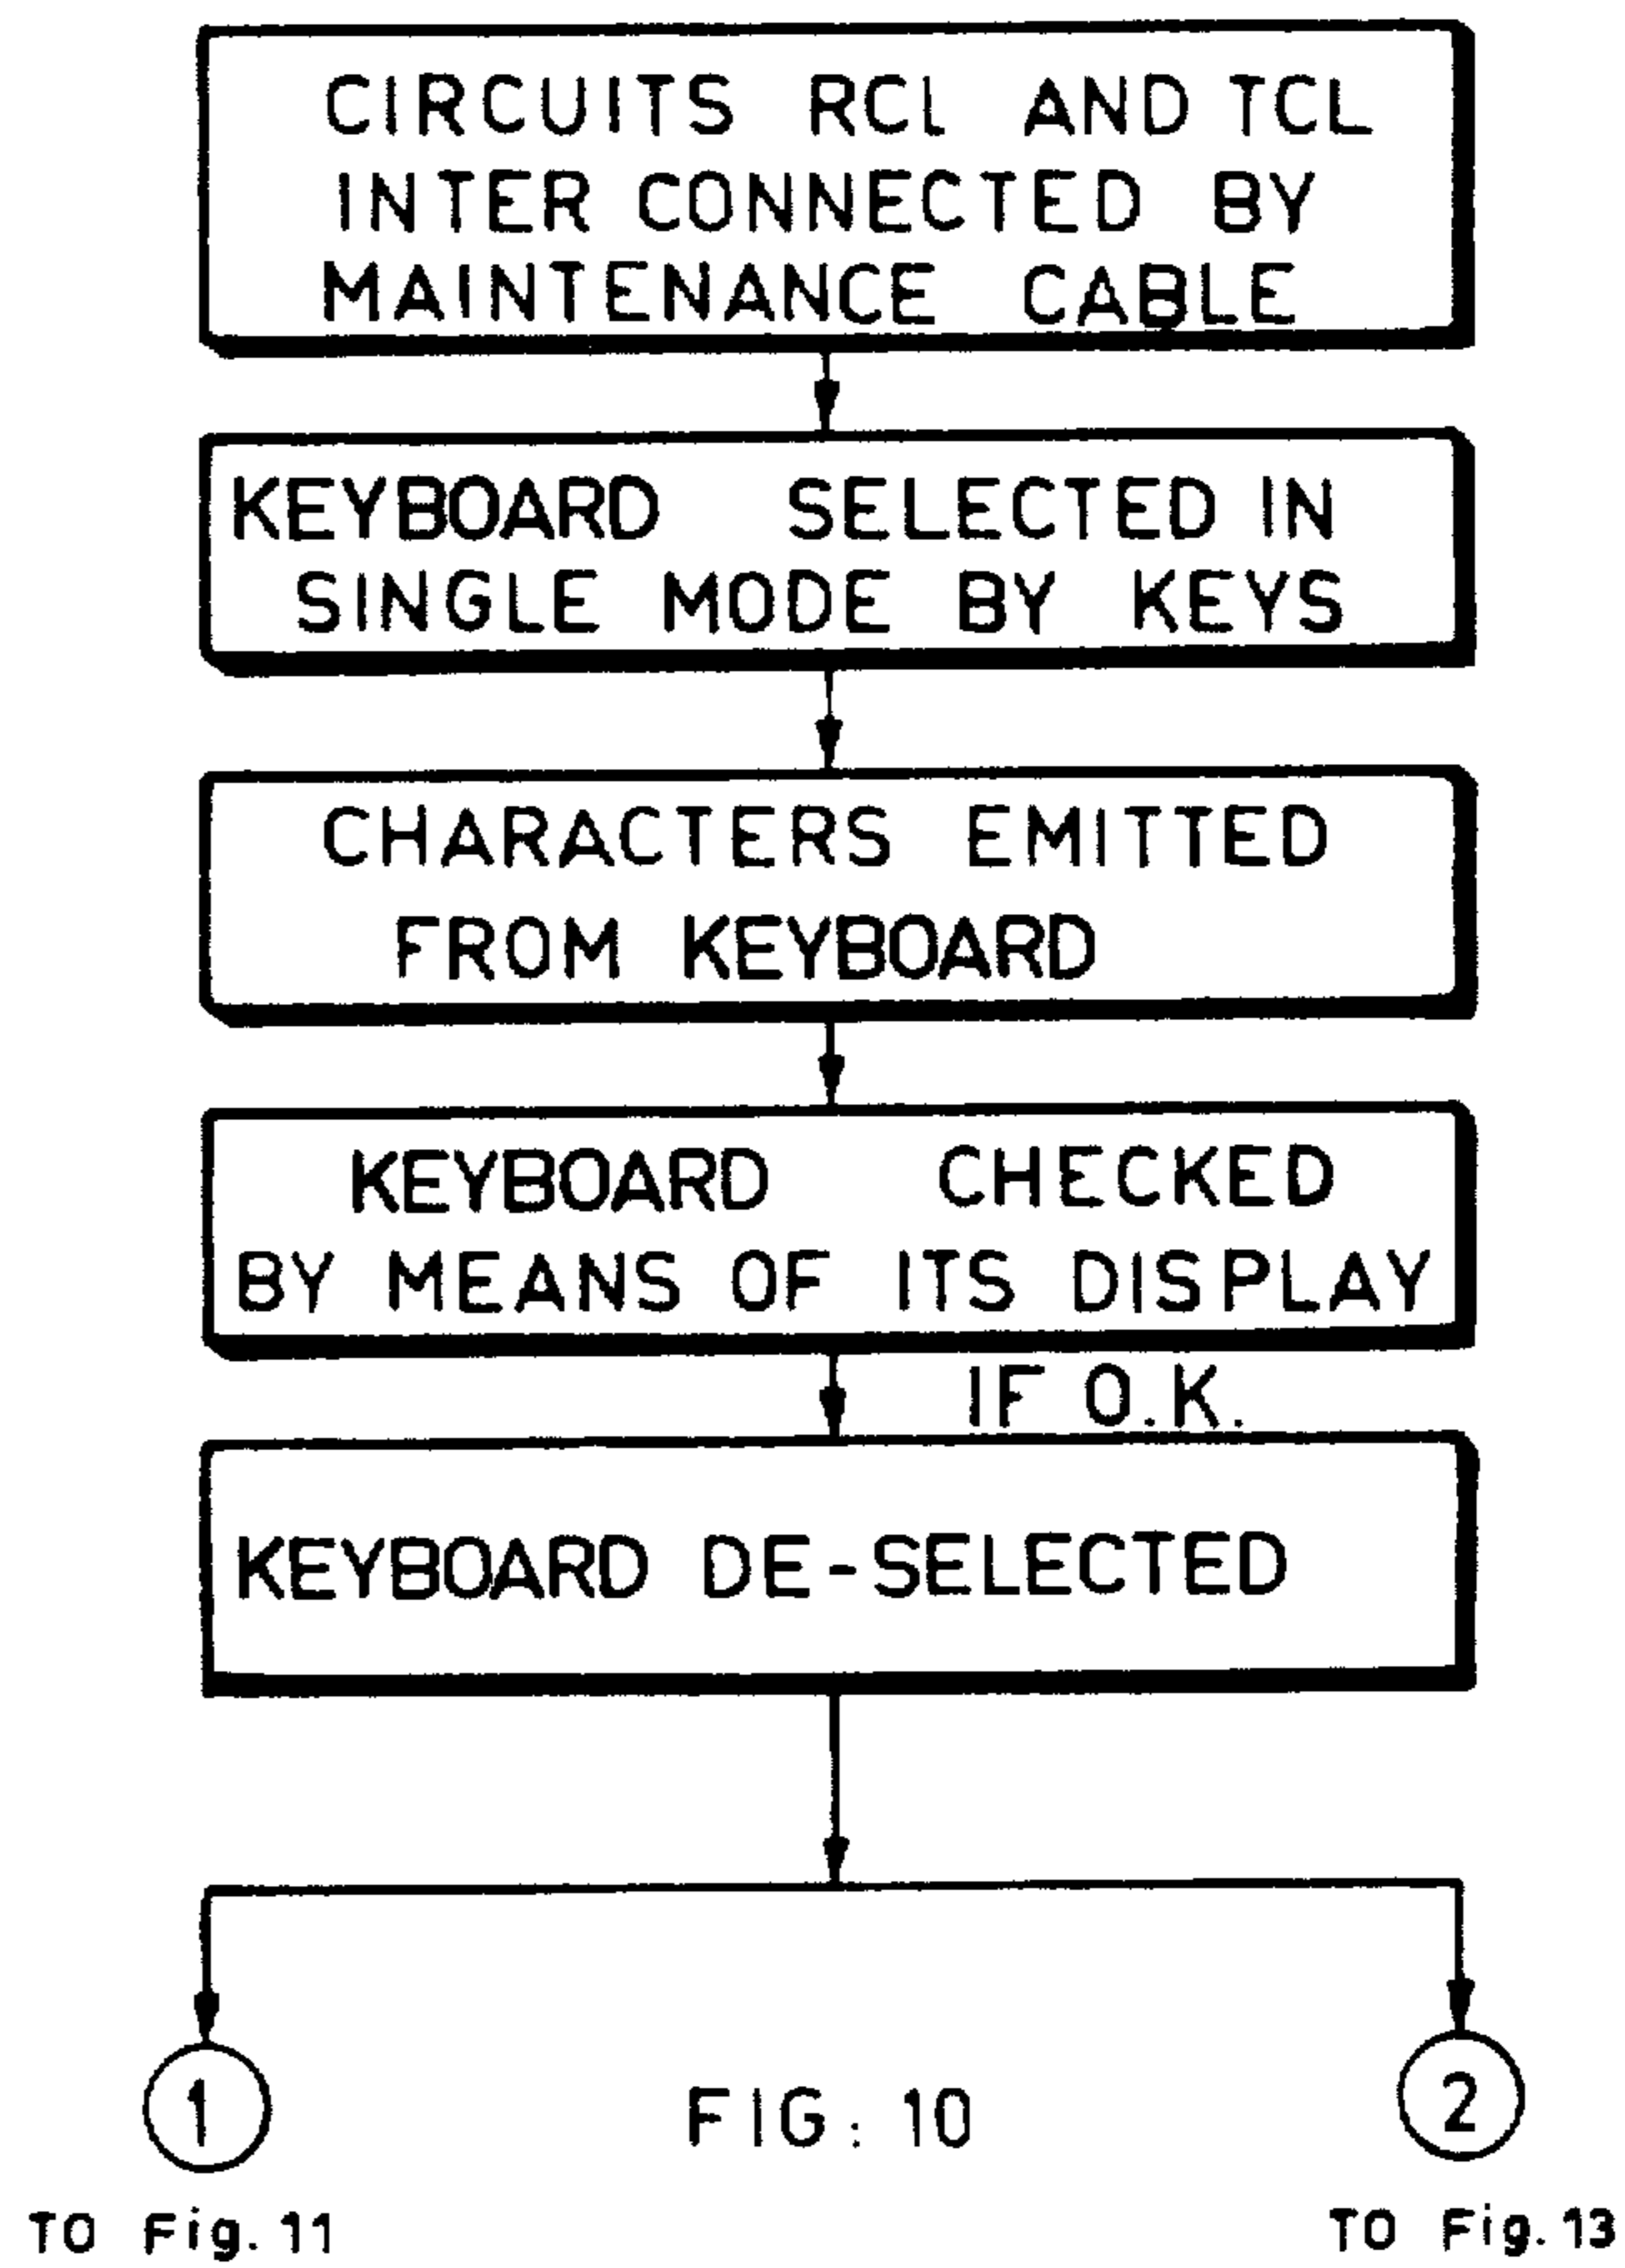 CIRCUITS RCL AND TCL
INTER CONNECTED BY
MAINTENANCE CABLE
KEYBOARD SELECTED IN
SINGLE MODE BY KEYS
CHARACTERS EMITTED
FROM KEYBOARD
KEYBOARD CHECKED
BY MEANS OF ITS DISPLAY
IF O.K.
KEYBOARD DE-SELECTED
1
FIG: 10
2
TO Fig. 11
TO Fig. 13